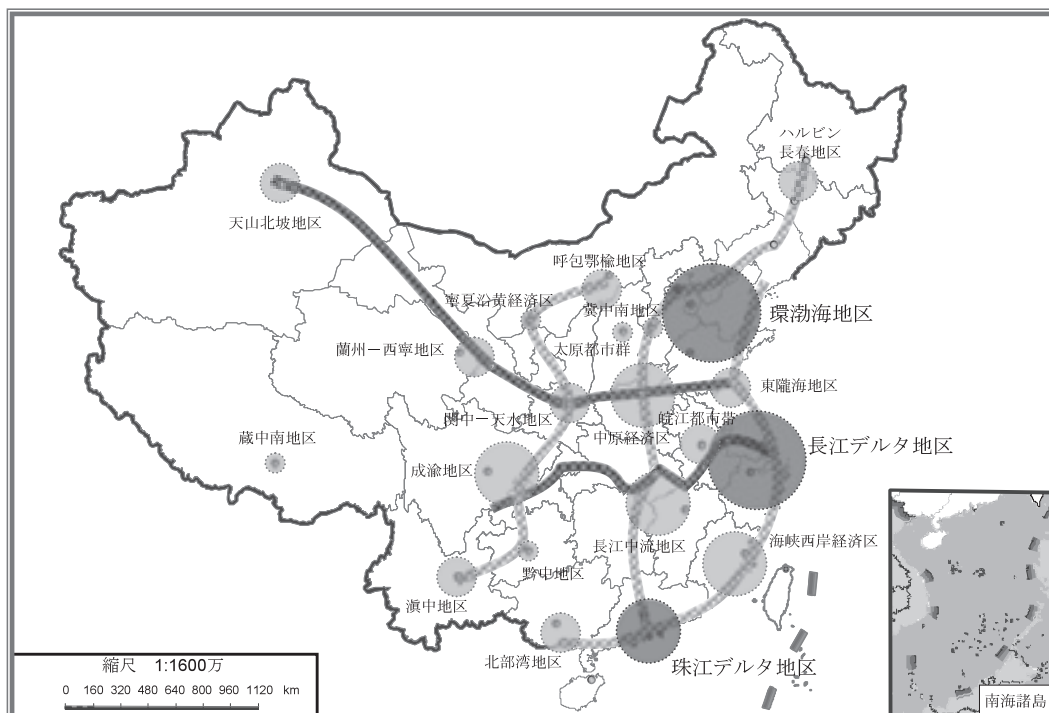 ハルビン
長春地区
天山北坡地区
呼包鄂楡地区
寧夏沿黄経済区
冀中南地区
環渤海地区
蘭州－西寧地区
太原都市群
東隴海地区
関中－天水地区
皖江都市帯
中原経済区
蔵中南地区
成渝地区
長江デルタ地区
長江中流地区
海峡西岸経済区
黔中地区
滇中地区
北部湾地区
珠江デルタ地区
縮尺 1:1600万
0 160 320 480 640 800 960 1120 km
南海諸島